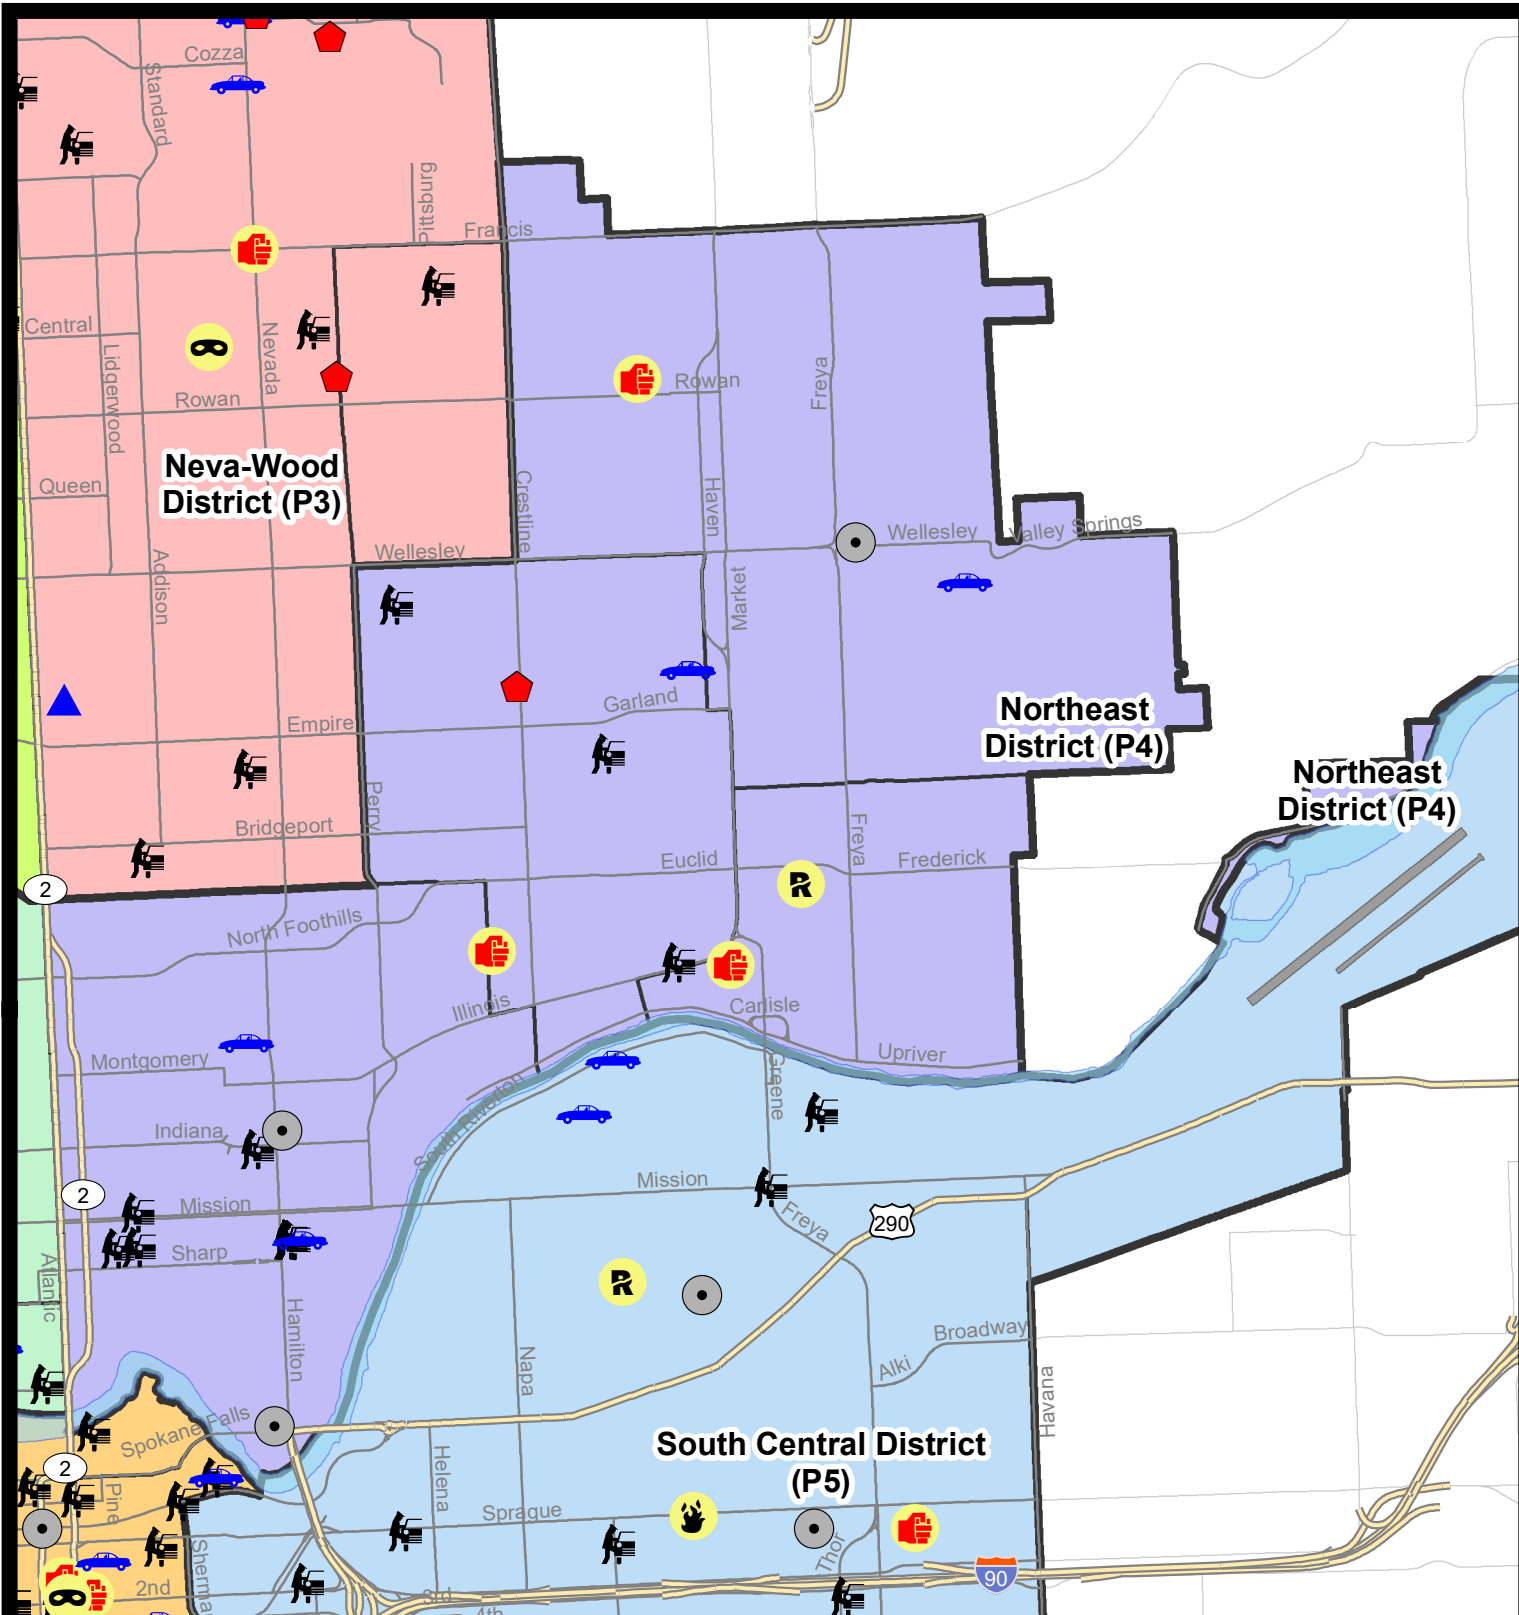 Cozza
Standard
Pittsburg
Francis
Central
Lidgerwood
Nevada
Rowan
Rowan
Freya
Neva-Wood
District (P3)
Queen
Crestline
Haven
Wellesley
Valley Springs
Wellesley
Addison
Market
Garland
Empire
Northeast
District (P4)
Northeast
District (P4)
Perry
Bridgeport
Freya
Euclid
Frederick
2
North Foothills
Illinois
Carlisle
Montgomery
Upriver
Greene
South Riverton
Indiana
Mission
2
Mission
Freya
290
Sharp
Atlantic
Hamilton
Broadway
Napa
Alki
Havana
Spokane Falls
South Central District
(P5)
2
Helena
Pine
Sprague
Thor
Sherman
90
2nd
3rd
4th